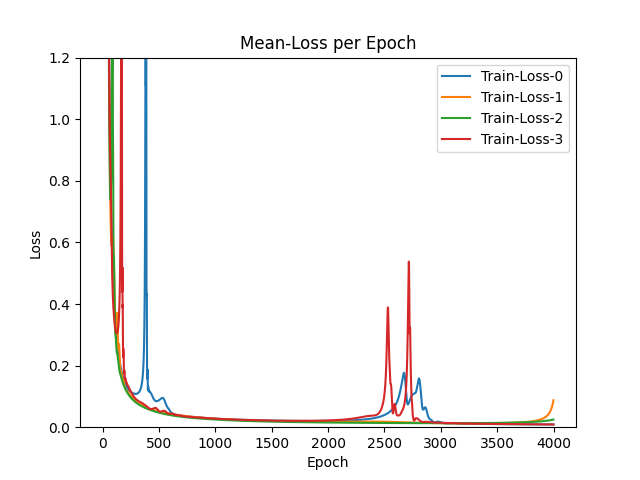 Mean-Loss per Epoch
1.2
1.0
0.8
0.6
0.4
0.2
0.0
Loss
Train-Loss-0
Train-Loss-1
Train-Loss-2
Train-Loss-3
0 500 1000 1500 2000 2500 3000 3500 4000
Epoch